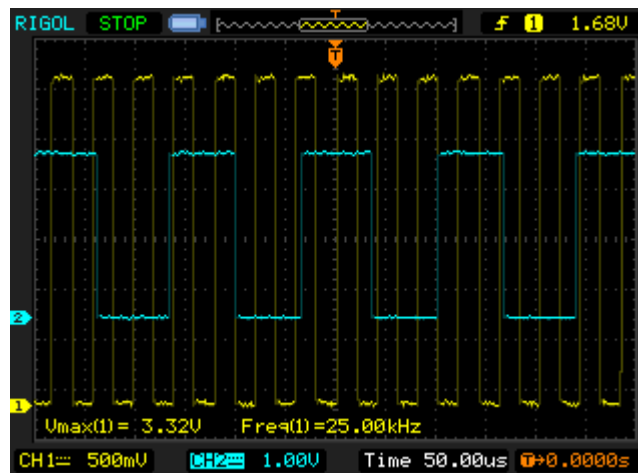 RIGOL STOP T f 1 1.68V
T
2
1
Vmax(1)= 3.32V Freq(1)=25.00kHz
CH1 500mV CH2 1.00V Time 50.00us T→0.0000s